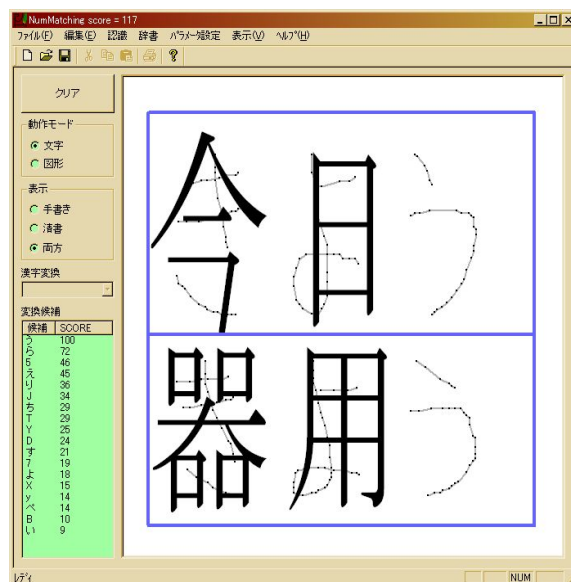 NumMatching score = 117
ファイル(F) 編集(E) 認識 辞書 パラメータ設定 表示(V) ヘルプ(H)
クリア
動作モード
文字
図形
表示
手書き
清書
両方
漢字変換
変換候補
候補 SCORE
う 100
ら 72
5 46
え 45
り 36
J 34
ち 29
T 29
Y 25
D 24
す 21
7 19
よ 18
X 15
y 14
ぺ 14
B 10
い 9
今日う
器用う
レディ NUM